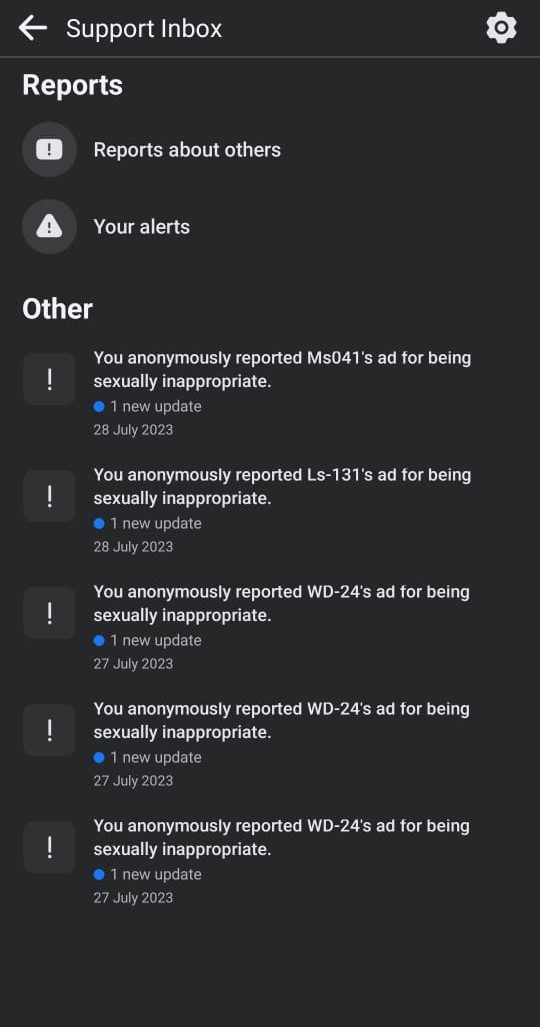 Support Inbox
Reports
Reports about others
Your alerts
Other
You anonymously reported Ms041's ad for being
sexually inappropriate.
1 new update
28 July 2023
You anonymously reported Ls-131's ad for being
sexually inappropriate.
1 new update
28 July 2023
You anonymously reported WD-24's ad for being
sexually inappropriate.
1 new update
27 July 2023
You anonymously reported WD-24's ad for being
sexually inappropriate.
1 new update
27 July 2023
You anonymously reported WD-24's ad for being
sexually inappropriate.
1 new update
27 July 2023